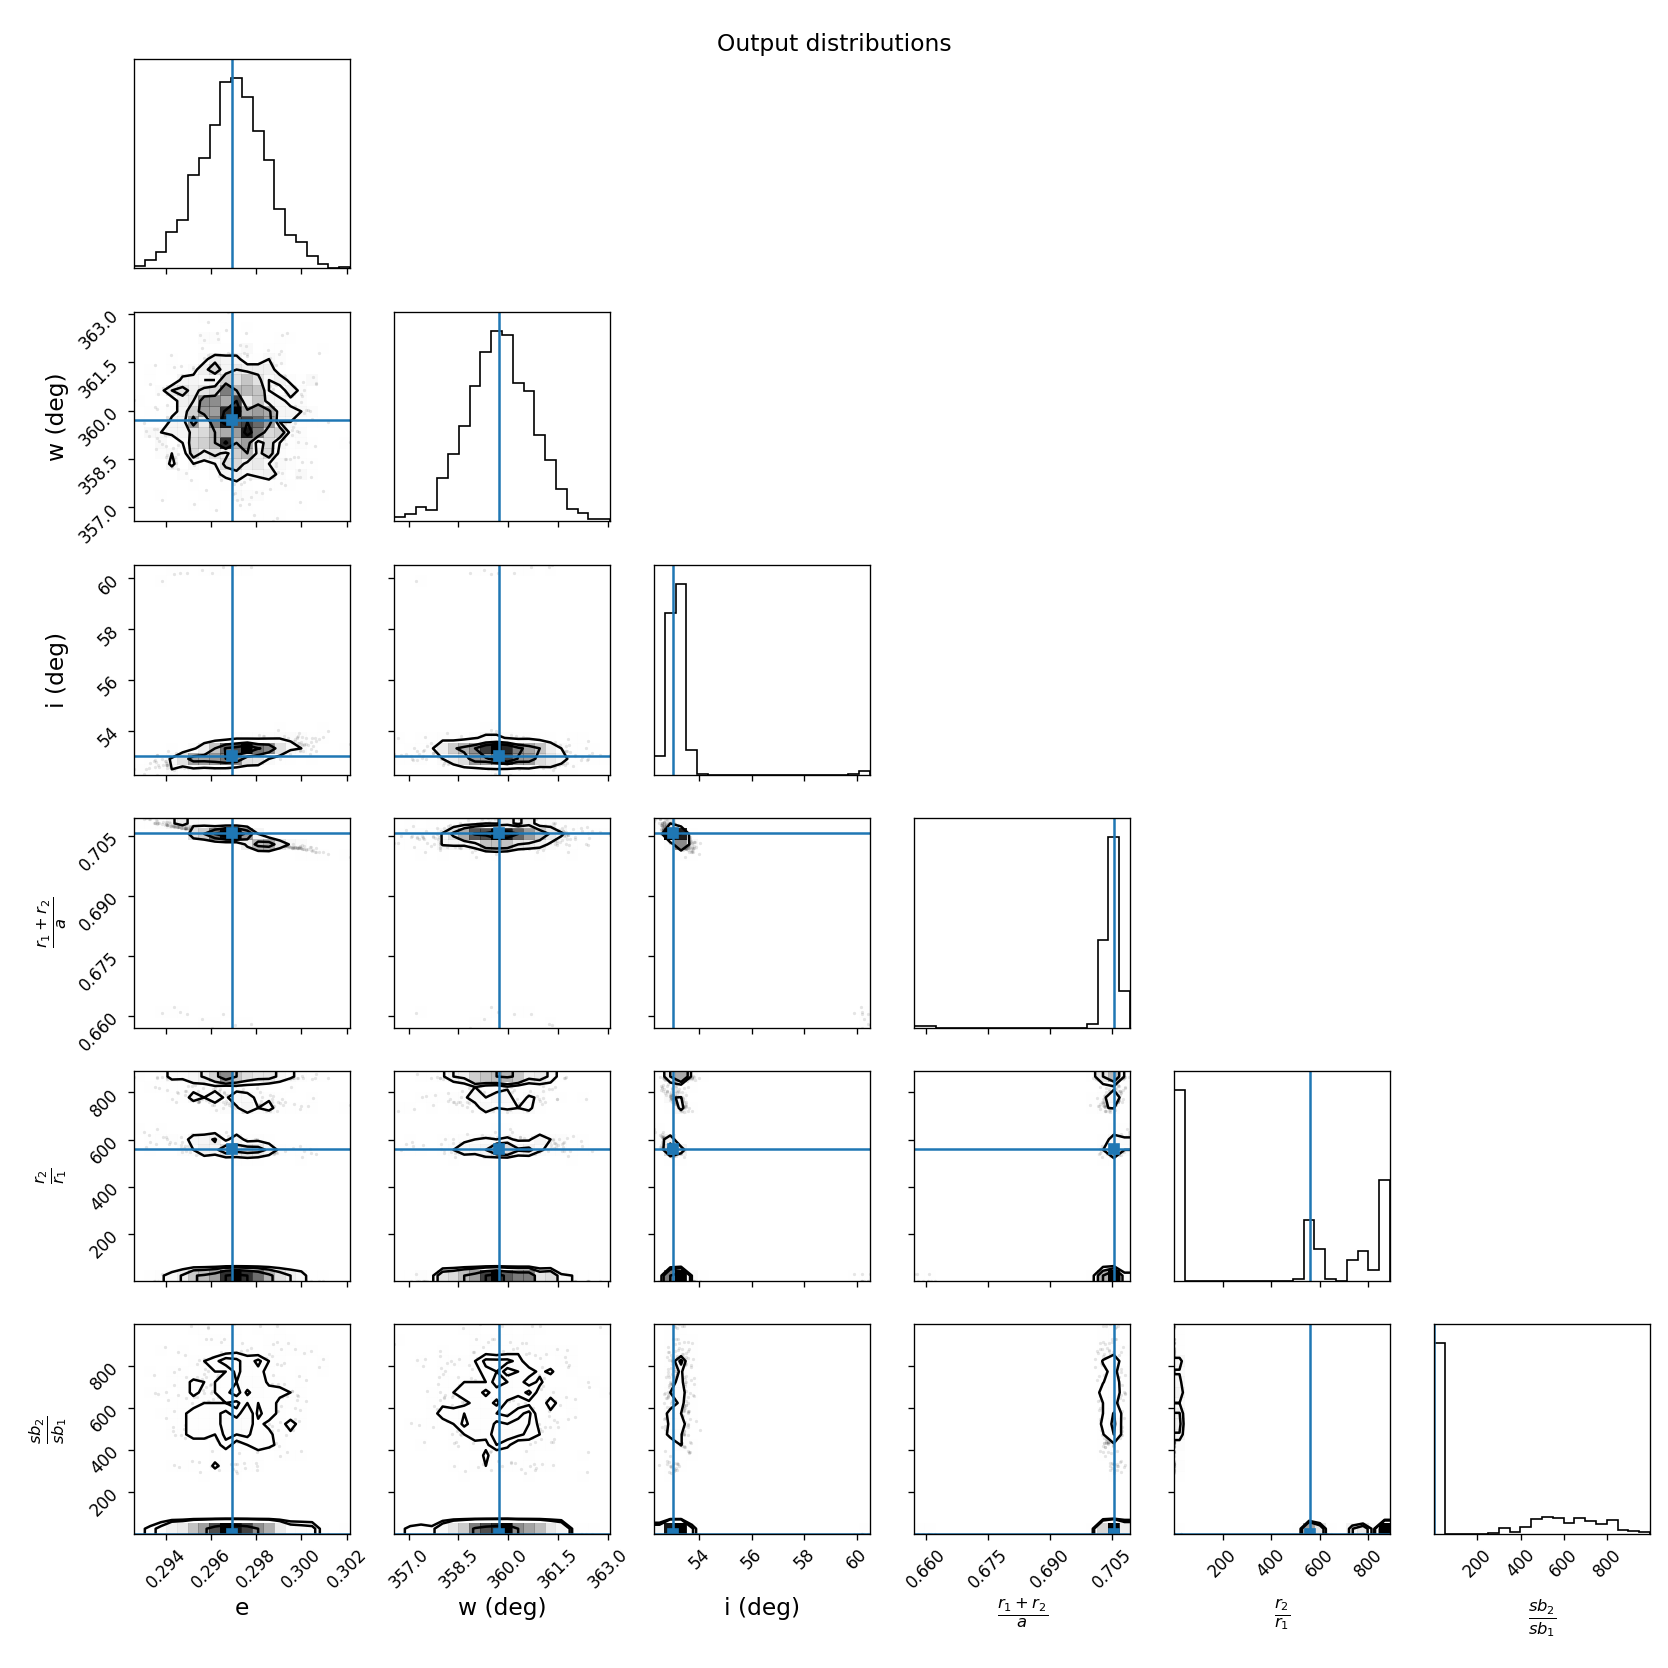 Output distributions
w (deg)
363.0
361.5
360.0
358.5
357.0
i (deg)
60
58
56
54
r₁ + r₂
a
0.705
0.690
0.675
0.660
r₂
r₁
800
600
400
200
sb₂
sb₁
800
600
400
200
0.294 0.296 0.298 0.300 0.302
357.0 358.5 360.0 361.5 363.0
54 56 58 60
0.660 0.675 0.690 0.705
200 400 600 800
200 400 600 800
e
w (deg)
i (deg)
r₁ + r₂
a
r₂
r₁
sb₂
sb₁